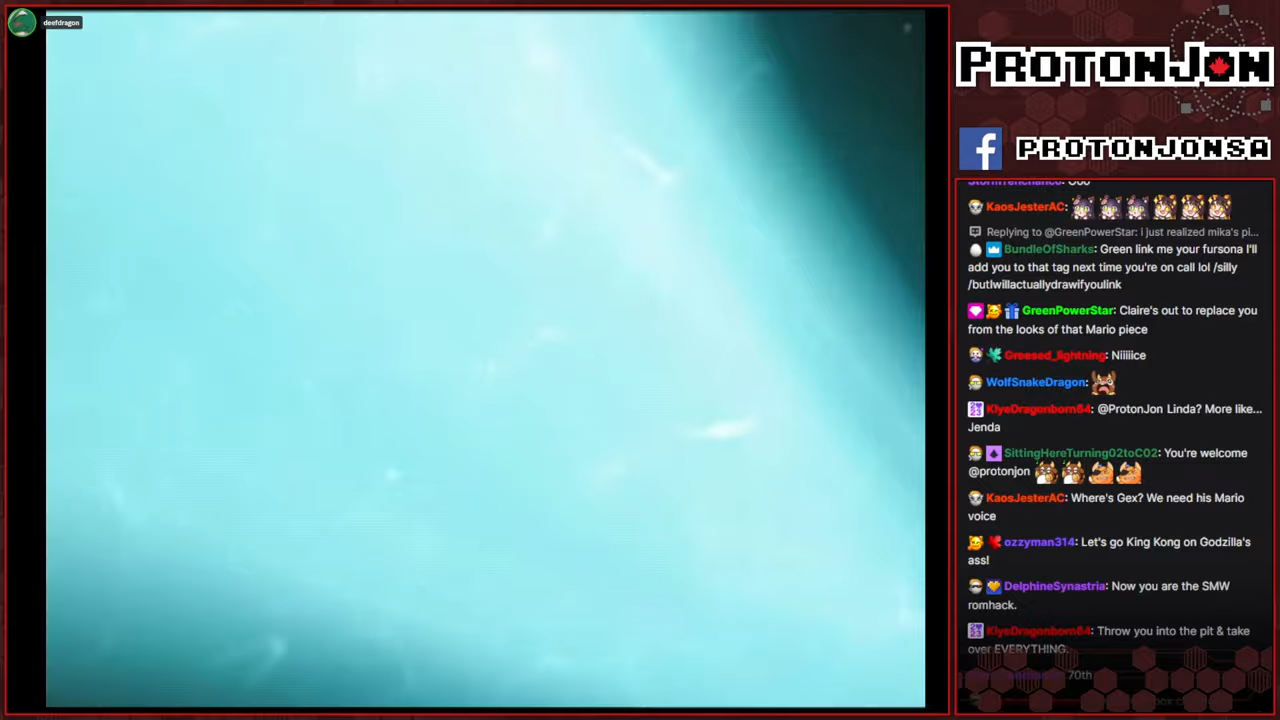 deefdragon
PROTONJON
PROTONJONSA
KaosJesterAC:
Replying to @GreenPowerStar: i just realized mika's pi...
BundleOfSharks: Green link me your fursona I'll
add you to that tag next time you're on call lol /silly
/butIwillactuallydrawifyoulink
GreenPowerStar: Claire's out to replace you
from the looks of that Mario piece
Greesed_lightning: Niiiiice
WolfSnakeDragon:
KlyeDragonborn64: @ProtonJon Linda? More like...
Jenda
SittingHereTurning02toC02: You're welcome
@protonjon
KaosJesterAC: Where's Gex? We need his Mario
voice
ozzyman314: Let's go King Kong on Godzilla's
ass!
DelphineSynastria: Now you are the SMW
romhack.
KlyeDragonborn64: Throw you into the pit & take
over EVERYTHING.
70th